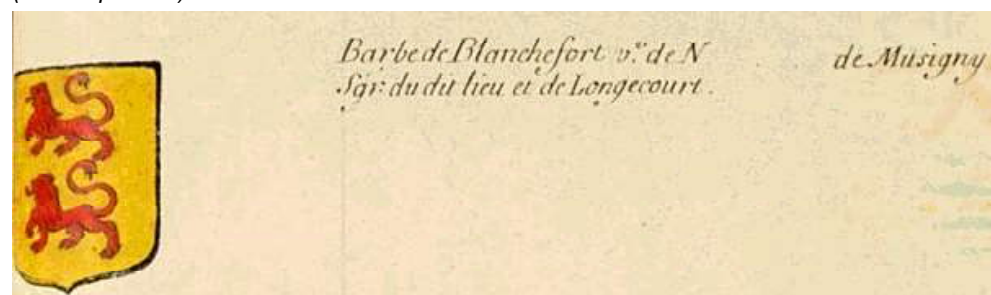 Barbe de Blanchefort v.e de N . de Musigny
Sgr. du dit lieu et de Longecourt.